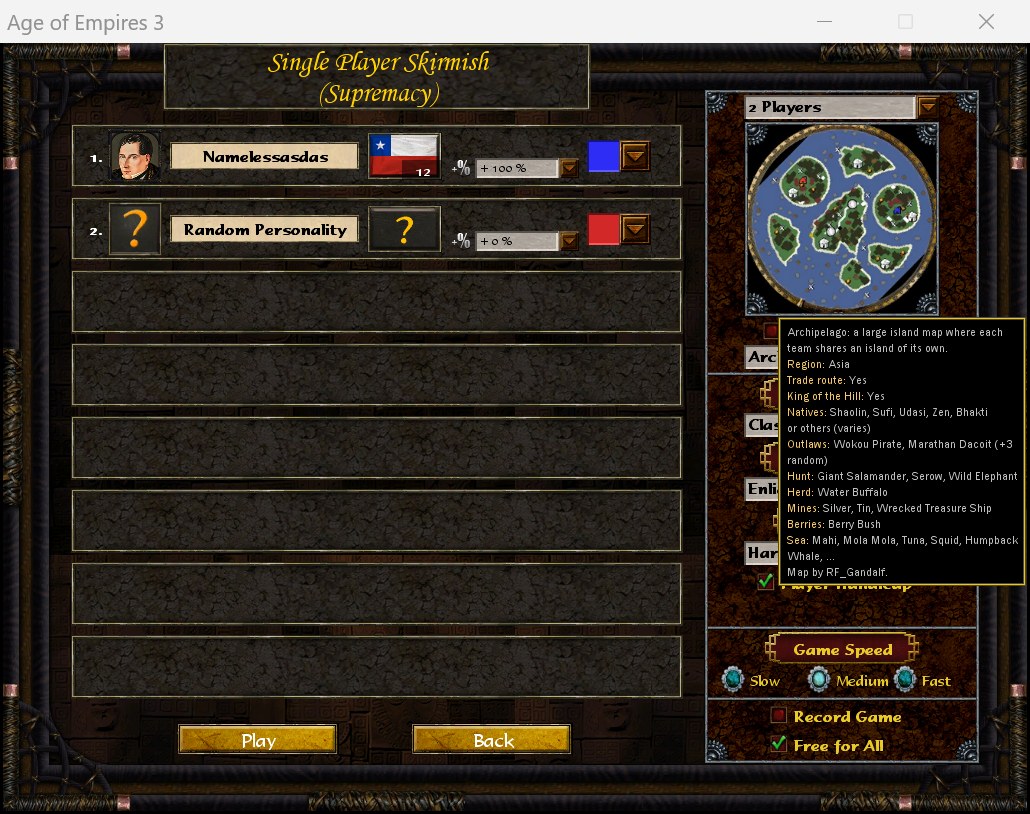 Age of Empires 3
Single Player Skirmish
(Supremacy)
2 Players
1.
Namelessasdas
12
+%
+ 100 %
2.
?
Random Personality
?
+%
+ 0 %
Archipelago: a large island map where each
team shares an island of its own.
Region: Asia
Trade route: Yes
King of the Hill: Yes
Natives: Shaolin, Sufi, Udasi, Zen, Bhakti
or others (varies)
Outlaws: Wokou Pirate, Marathan Dacoit (+3
random)
Hunt: Giant Salamander, Serow, Wild Elephant
Herd: Water Buffalo
Mines: Silver, Tin, Wrecked Treasure Ship
Berries: Berry Bush
Sea: Mahi, Mola Mola, Tuna, Squid, Humpback
Whale, ...
Map by RF_Gandalf.
Arc
Clas
Enli
Har
Player Handicap
Game Speed
Slow
Medium
Fast
Record Game
Free for All
Play
Back